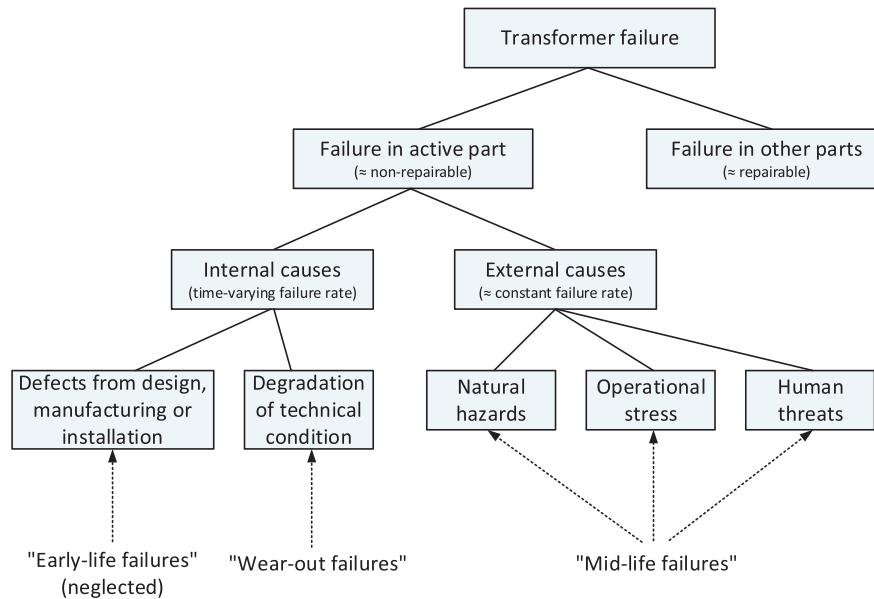 Transformer failure
Failure in active part
(≈ non-repairable)
Failure in other parts
(≈ repairable)
Internal causes
(time-varying failure rate)
External causes
(≈ constant failure rate)
Defects from design,
manufacturing or
installation
Degradation
of technical
condition
Natural
hazards
Operational
stress
Human
threats
"Early-life failures"
(neglected)
"Wear-out failures"
"Mid-life failures"